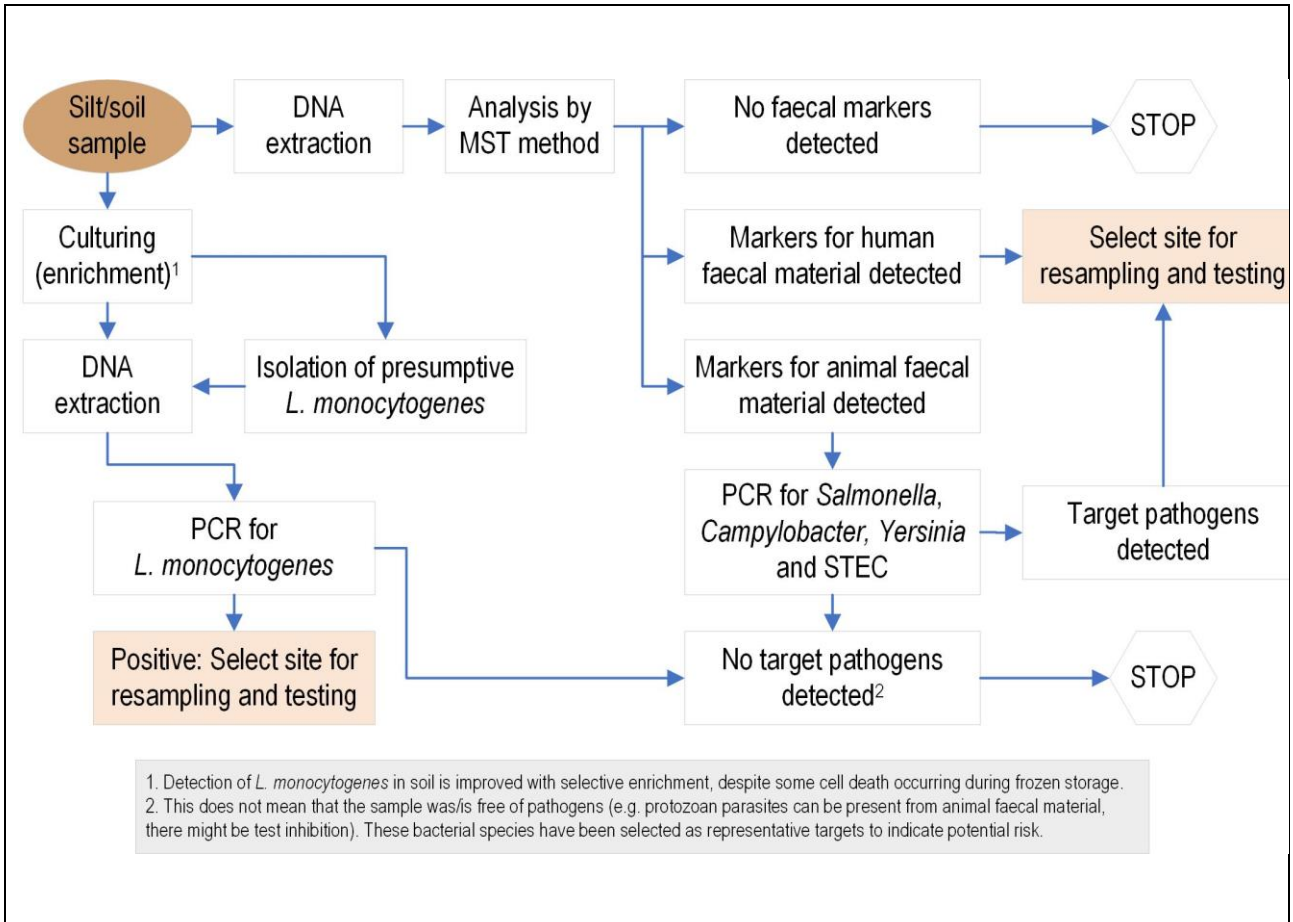 Silt/soil
sample
DNA
extraction
Analysis by
MST method
No faecal markers
detected
STOP
Culturing
(enrichment)1
Markers for human
faecal material detected
Select site for
resampling and testing
DNA
extraction
Isolation of presumptive
L. monocytogenes
Markers for animal faecal
material detected
PCR for
L. monocytogenes
PCR for Salmonella,
Campylobacter, Yersinia
and STEC
Target pathogens
detected
Positive: Select site for
resampling and testing
No target pathogens
detected2
STOP
1. Detection of L. monocytogenes in soil is improved with selective enrichment, despite some cell death occurring during frozen storage.
2. This does not mean that the sample was/is free of pathogens (e.g. protozoan parasites can be present from animal faecal material,
there might be test inhibition). These bacterial species have been selected as representative targets to indicate potential risk.